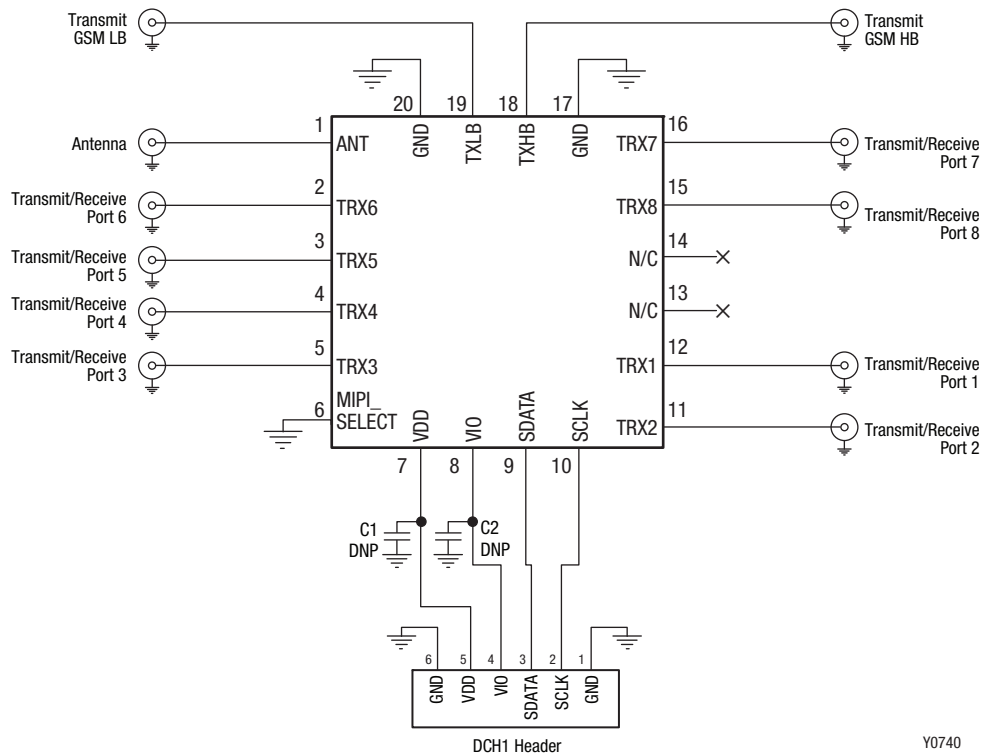 Transmit
GSM LB
Transmit
GSM HB
20
19
18
17
GND
TXLB
TXHB
GND
Antenna
1
ANT
TRX7
16
Transmit/Receive
Port 7
Transmit/Receive
Port 6
2
TRX6
TRX8
15
Transmit/Receive
Port 8
Transmit/Receive
Port 5
3
TRX5
N/C
14
Transmit/Receive
Port 4
4
TRX4
N/C
13
Transmit/Receive
Port 3
5
TRX3
TRX1
12
Transmit/Receive
Port 1
6
MIPI_
SELECT
TRX2
11
Transmit/Receive
Port 2
VDD
VIO
SDATA
SCLK
7
8
9
10
C1
DNP
C2
DNP
6
5
4
3
2
1
GND
VDD
VIO
SDATA
SCLK
GND
DCH1 Header
Y0740